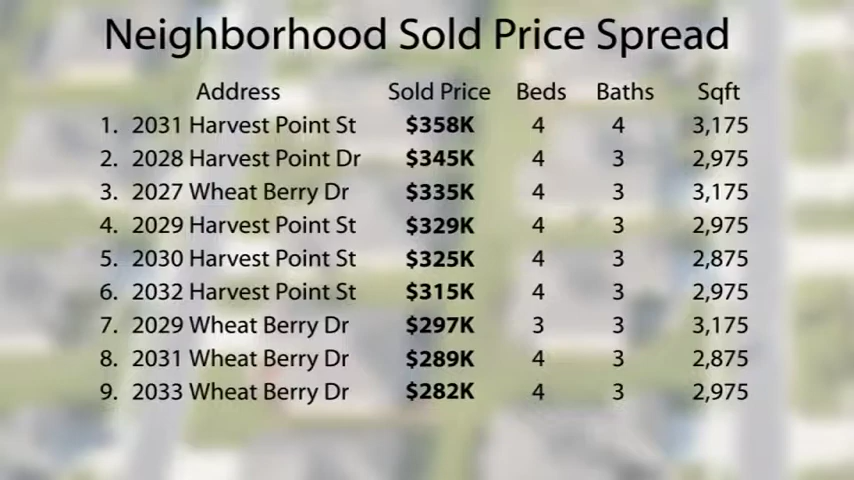 Neighborhood Sold Price Spread
Address Sold Price Beds Baths Sqft
1. 2031 Harvest Point St $358K 4 4 3,175
2. 2028 Harvest Point Dr $345K 4 3 2,975
3. 2027 Wheat Berry Dr $335K 4 3 3,175
4. 2029 Harvest Point St $329K 4 3 2,975
5. 2030 Harvest Point St $325K 4 3 2,875
6. 2032 Harvest Point St $315K 4 3 2,975
7. 2029 Wheat Berry Dr $297K 3 3 3,175
8. 2031 Wheat Berry Dr $289K 4 3 2,875
9. 2033 Wheat Berry Dr $282K 4 3 2,975